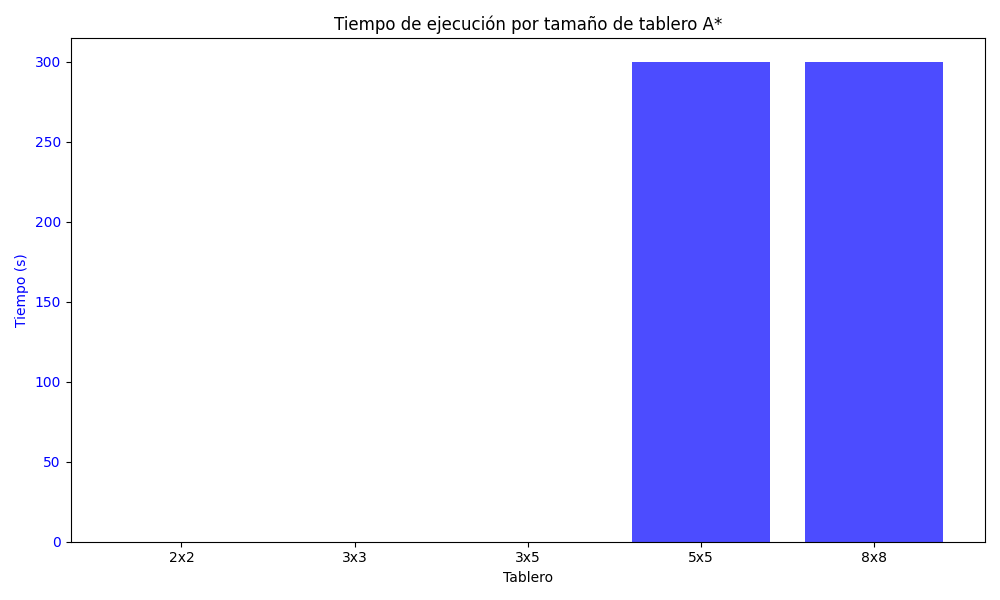 Tiempo de ejecución por tamaño de tablero A*
300
250
200
150
100
50
0
Tiempo (s)
2x2 3x3 3x5 5x5 8x8
Tablero